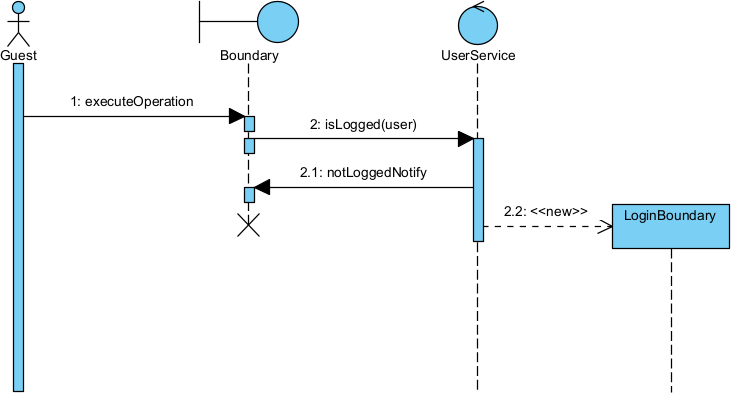 Guest
Boundary
UserService
1: executeOperation
2: isLogged(user)
2.1: notLoggedNotify
2.2: <<new>>
LoginBoundary